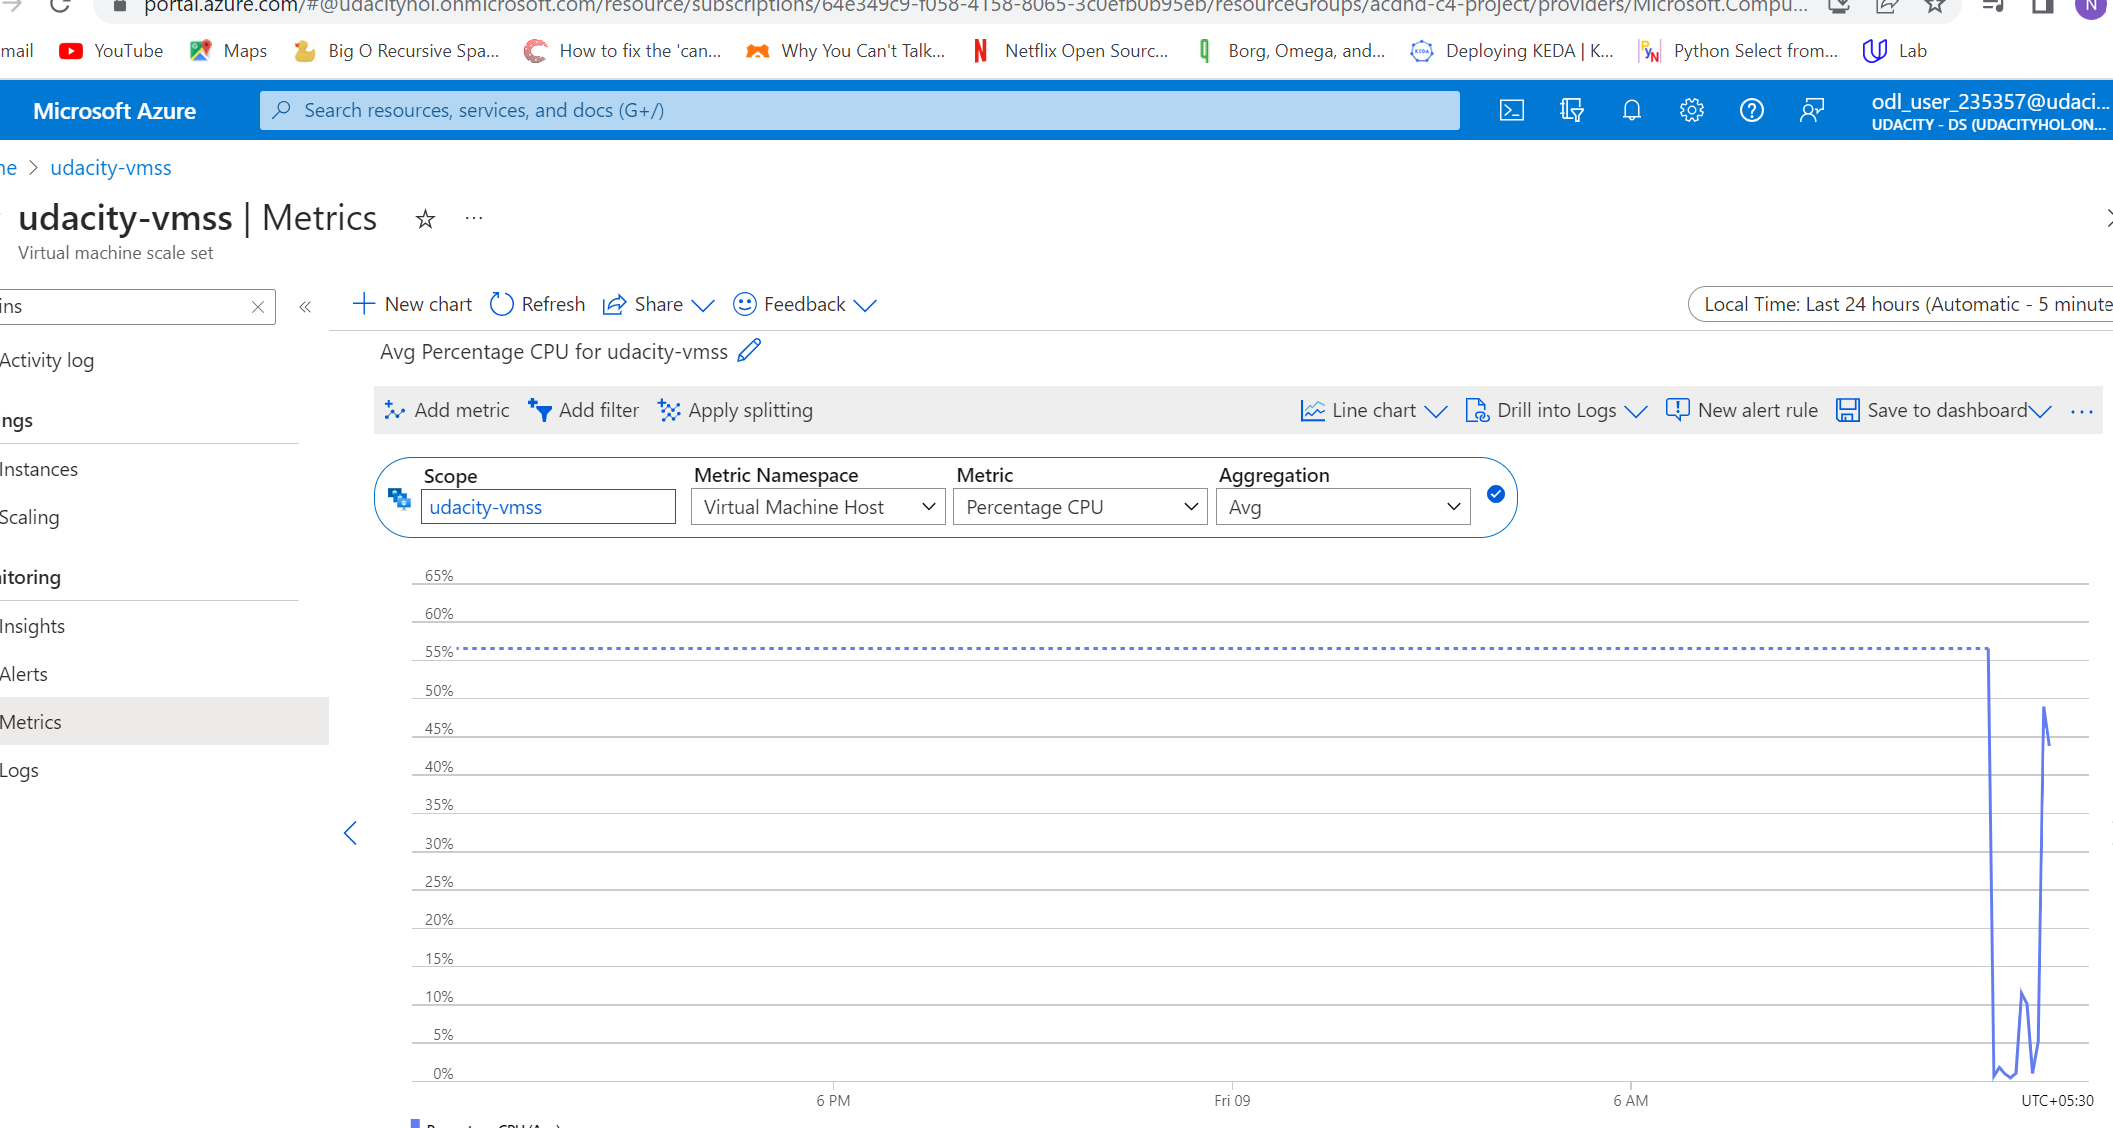 portal.azure.com/#@udacityhol.onmicrosoft.com/resource/subscriptions/64e349c9-f058-4158-8065-3c0efb0b95eb/resourceGroups/acdnd-c4-project/providers/Microsoft.Compu... N
mail YouTube Maps Big O Recursive Spa... How to fix the 'can... Why You Can't Talk... Netflix Open Sourc... Borg, Omega, and... Deploying KEDA | K... Python Select from... Lab
Microsoft Azure Search resources, services, and docs (G+/) odl_user_235357@udaci...
UDACITY - DS (UDACITYHOL.ON...
ne > udacity-vmss
udacity-vmss | Metrics ☆ ...
Virtual machine scale set
ins × « + New chart Refresh Share Feedback Local Time: Last 24 hours (Automatic - 5 minute
Activity log
ngs
Instances
Scaling
itoring
Insights
Alerts
Metrics
Logs
Avg Percentage CPU for udacity-vmss
Add metric Add filter Apply splitting Line chart Drill into Logs New alert rule Save to dashboard ...
Scope Metric Namespace Metric Aggregation
udacity-vmss Virtual Machine Host Percentage CPU Avg
65%
60%
55%
50%
45%
40%
35%
30%
25%
20%
15%
10%
5%
0%
6 PM Fri 09 6 AM UTC+05:30